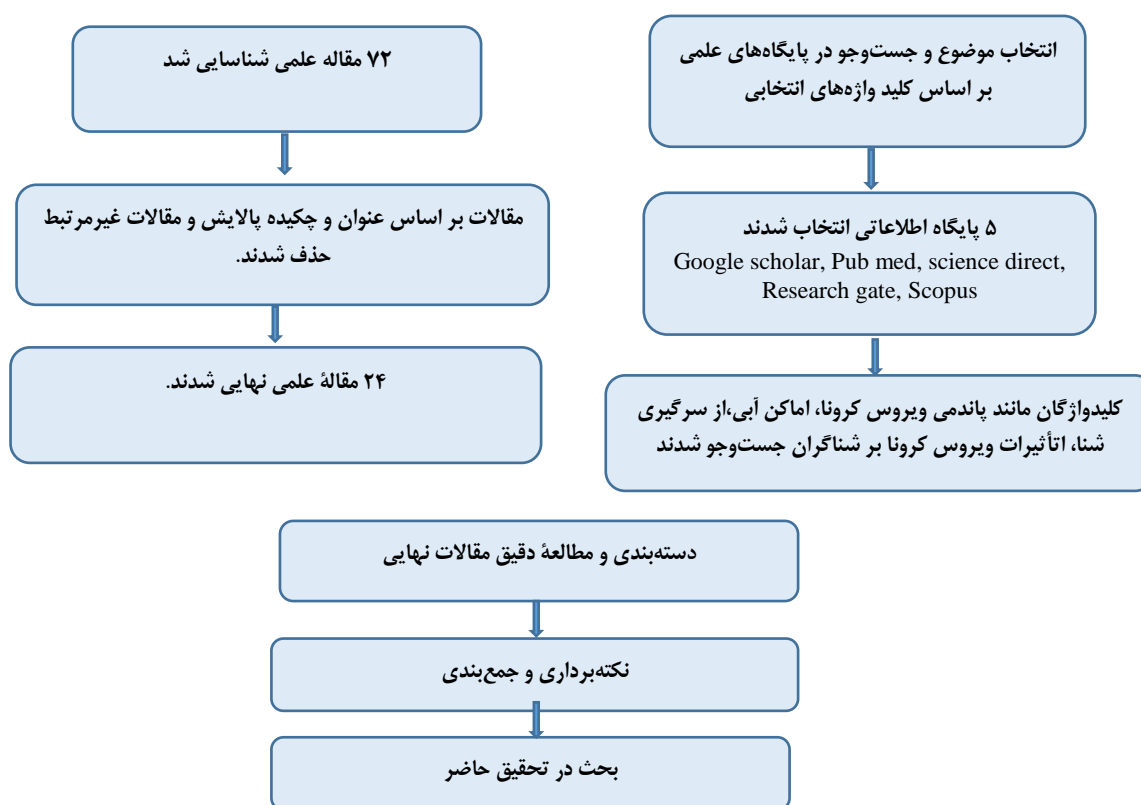 انتخاب موضوع و جست‌وجو در پایگاه‌های علمی
بر اساس کلید واژه‌های انتخابی
۵ پایگاه اطلاعاتی انتخاب شدند
Google scholar, Pub med, science direct,
Research gate, Scopus
کلیدواژگان مانند پاندمی ویروس کرونا، اماکن آبی،از سرگیری
شنا، اتأثیرات ویروس کرونا بر شناگران جست‌وجو شدند
۷۲ مقاله علمی شناسایی شد
مقالات بر اساس عنوان و چکیده پالایش و مقالات غیرمرتبط
حذف شدند.
۲۴ مقالۀ علمی نهایی شدند.
دسته‌بندی و مطالعۀ دقیق مقالات نهایی
نکته‌برداری و جمع‌بندی
بحث در تحقیق حاضر